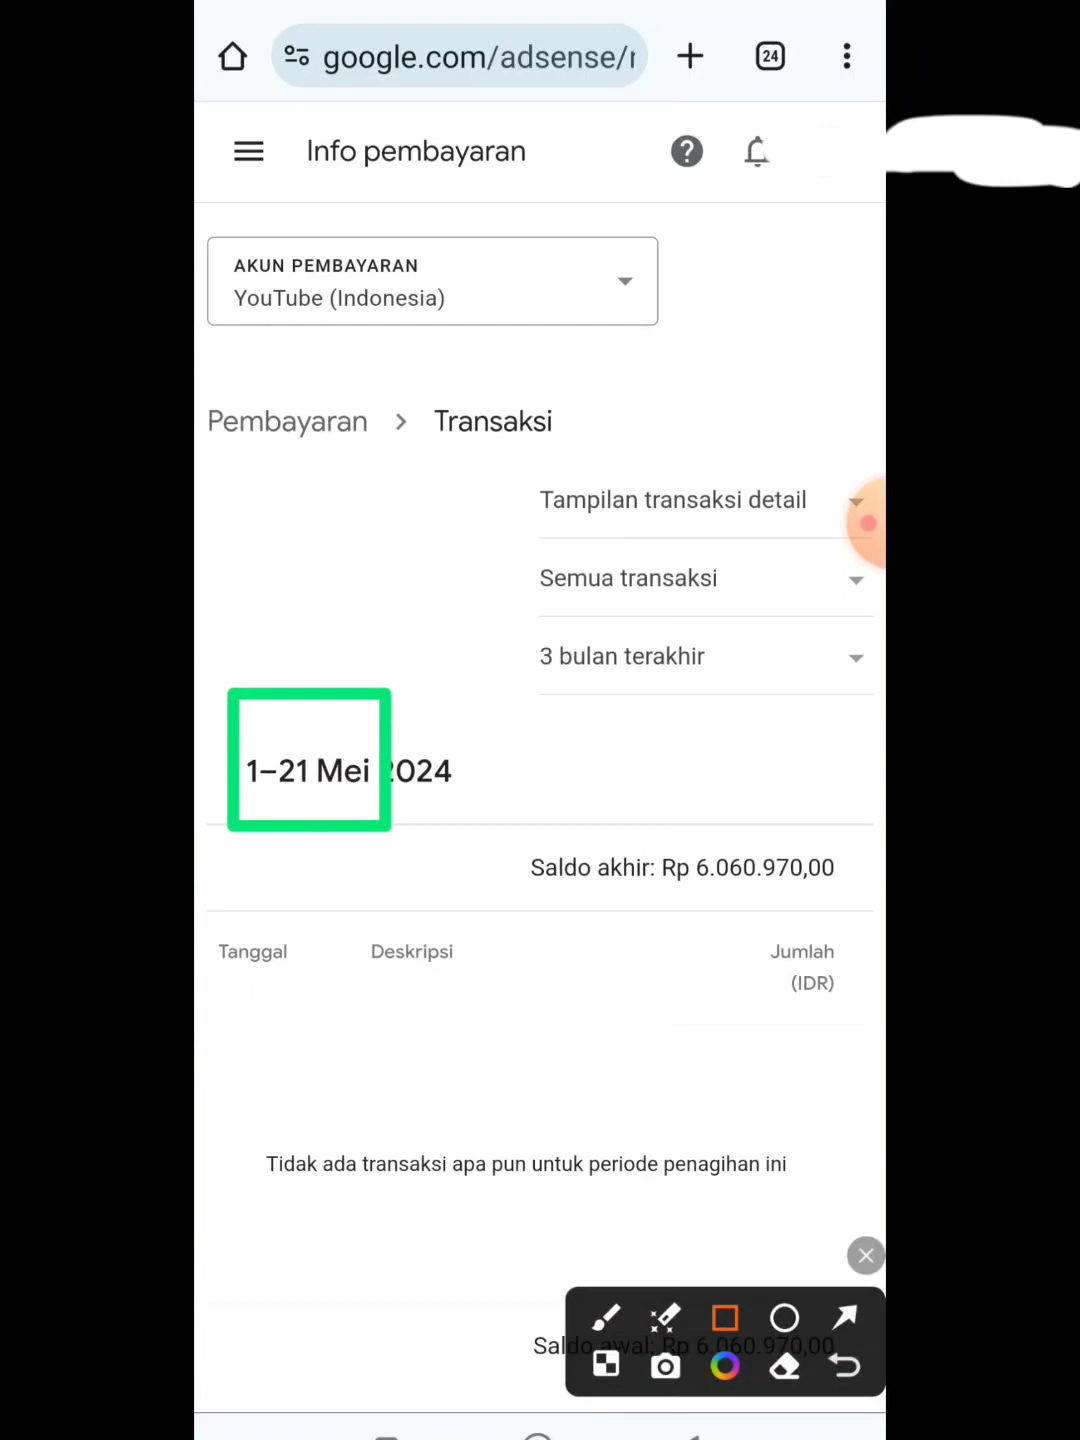 google.com/adsense/r
24
Info pembayaran
AKUN PEMBAYARAN
YouTube (Indonesia)
Pembayaran > Transaksi
Tampilan transaksi detail
Semua transaksi
3 bulan terakhir
1–21 Mei 2024
Saldo akhir: Rp 6.060.970,00
Tanggal Deskripsi Jumlah
(IDR)
Tidak ada transaksi apa pun untuk periode penagihan ini
Saldo awal: Rp 6.060.970,00